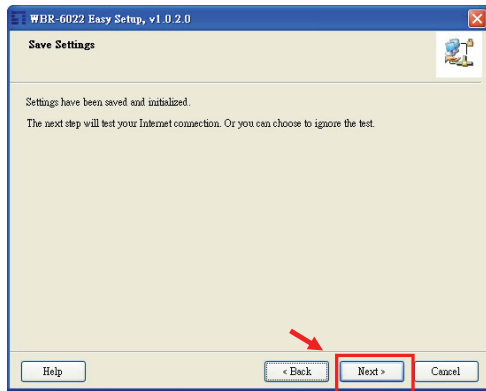 WBR-6022 Easy Setup, v1.0.2.0
Save Settings
Settings have been saved and initialized.
The next step will test your Internet connection. Or you can choose to ignore the test.
Help
< Back
Next >
Cancel